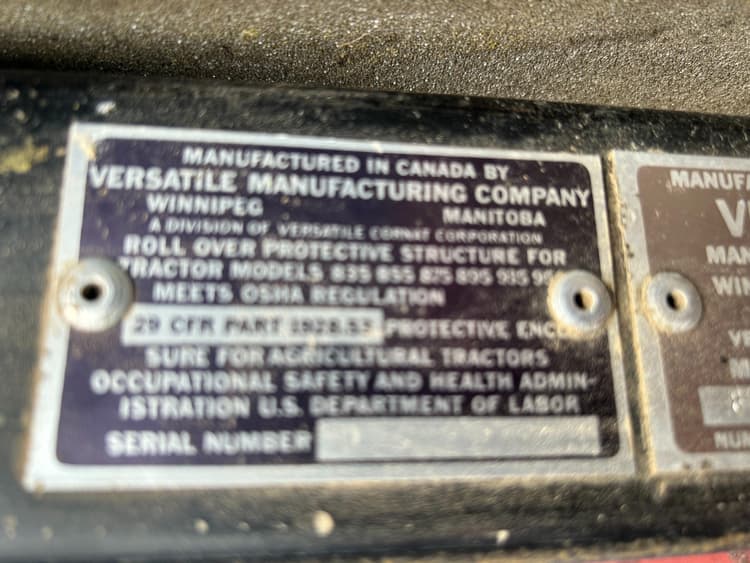 MANUFACTURED IN CANADA BY
VERSATILE MANUFACTURING COMPANY
WINNIPEG MANITOBA
A DIVISION OF VERSATILE CORNAT CORPORATION
ROLL OVER PROTECTIVE STRUCTURE FOR
TRACTOR MODELS 835 855 875 895 935
MEETS OSHA REGULATION
29 CFR PART 1928.53 PROTECTIVE ENCLO
SURE FOR AGRICULTURAL TRACTORS
OCCUPATIONAL SAFETY AND HEALTH ADMIN-
ISTRATION U.S. DEPARTMENT OF LABOR
SERIAL NUMBER
MANUFA
V
MAN
WIN
VE
M
NUM